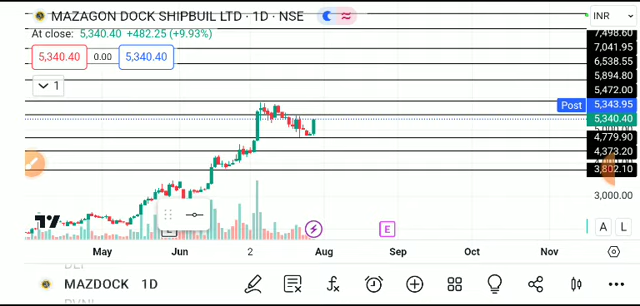 MAZAGON DOCK SHIPBUIL LTD · 1D · NSE
INR
At close: 5,340.40 +482.25 (+9.93%)
5,340.40 0.00 5,340.40
1
7,498.60
7,041.95
6,538.55
5,894.80
5,472.00
Post 5,343.95
5,340.40
5,000.00
4,779.90
4,373.20
3,802.10
3,000.00
A L
E
May Jun 2 Aug Sep Oct Nov
MAZDOCK 1D